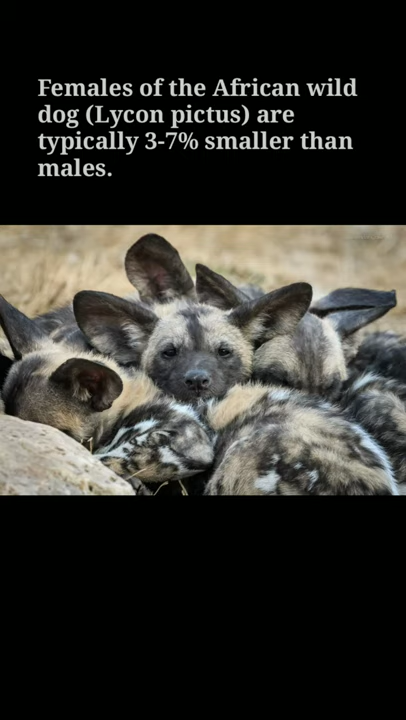 Females of the African wild
dog (Lycon pictus) are
typically 3-7% smaller than
males.